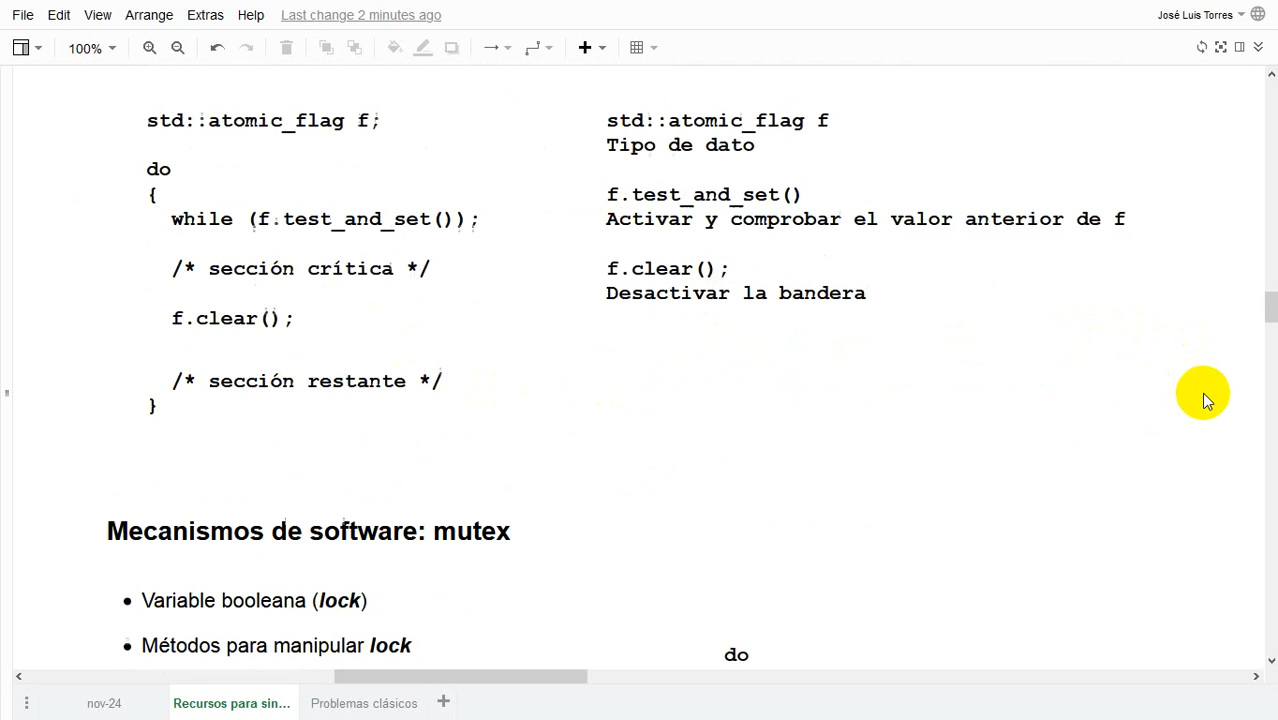 File Edit View Arrange Extras Help Last change 2 minutes ago
José Luis Torres
100%
std::atomic_flag f;
do
{
while (f.test_and_set());
/* sección crítica */
f.clear();
/* sección restante */
}
std::atomic_flag f
Tipo de dato
f.test_and_set()
Activar y comprobar el valor anterior de f
f.clear();
Desactivar la bandera
Mecanismos de software: mutex
• Variable booleana (lock)
• Métodos para manipular lock
do
nov-24 Recursos para sin... Problemas clásicos